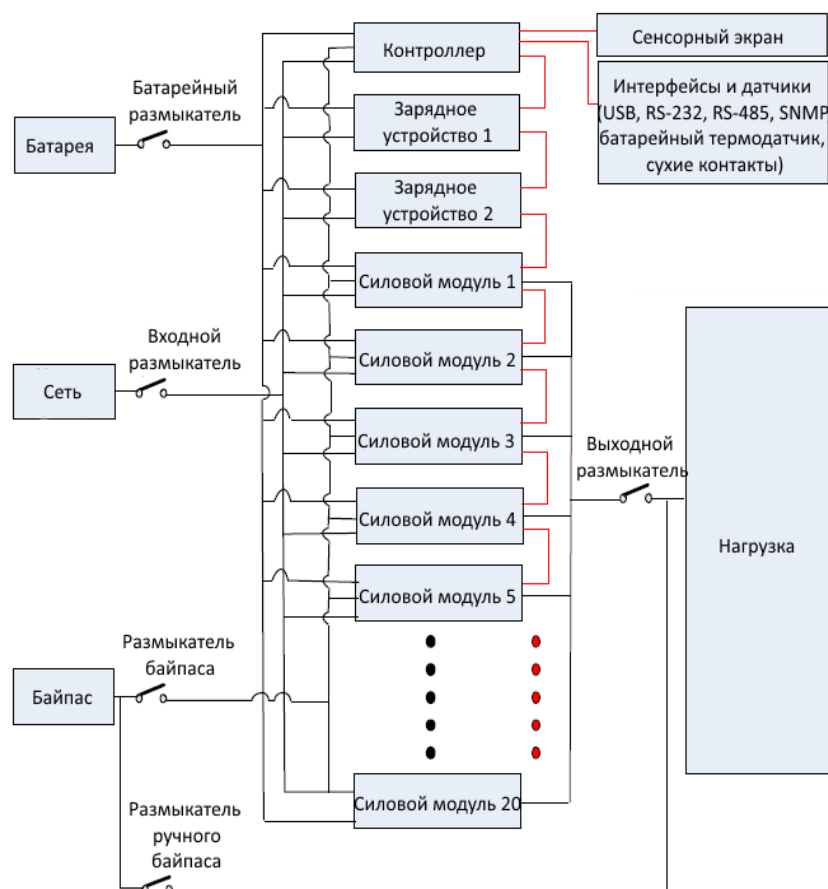 Контроллер
Сенсорный экран
Интерфейсы и датчики
(USB, RS-232, RS-485, SNMP
батарейный термодатчик,
сухие контакты)
Батарейный
размыкатель
Батарея
Зарядное
устройство 1
Зарядное
устройство 2
Силовой модуль 1
Входной
размыкатель
Сеть
Силовой модуль 2
Силовой модуль 3
Выходной
размыкатель
Силовой модуль 4
Нагрузка
Силовой модуль 5
Размыкатель
байпаса
Байпас
Силовой модуль 20
Размыкатель
ручного
байпаса